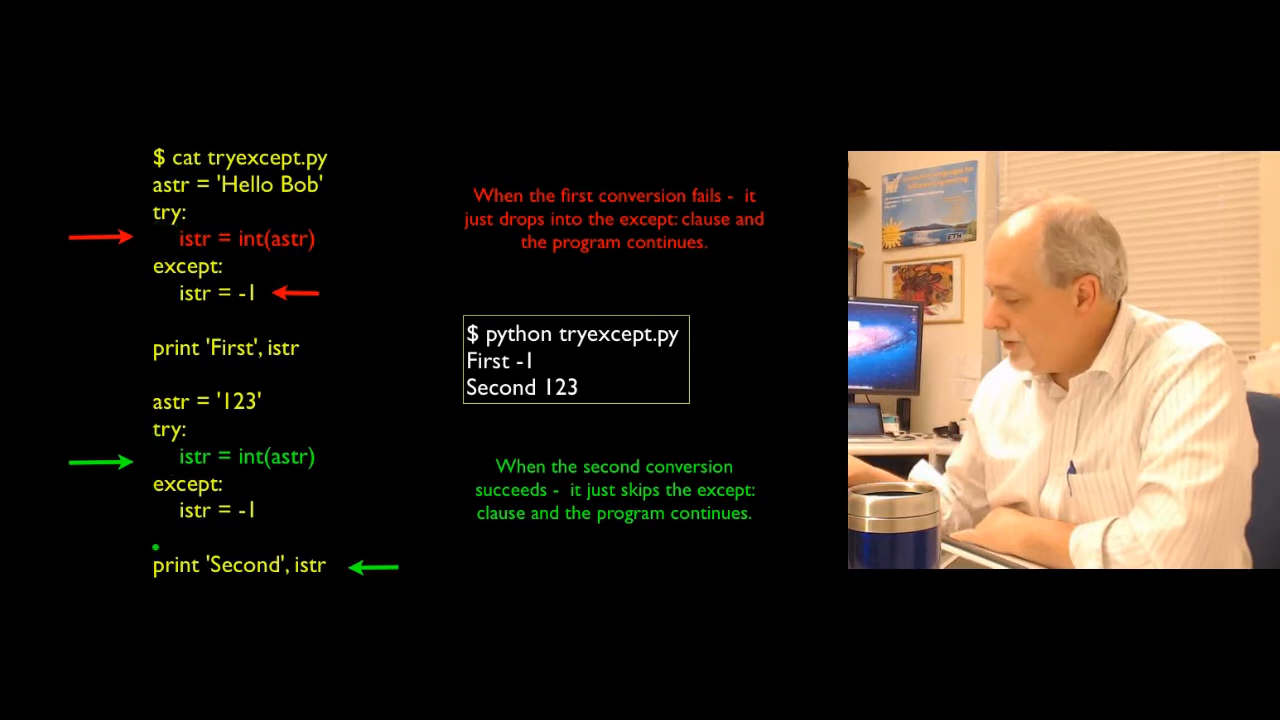 $ cat tryexcept.py
astr = 'Hello Bob'
try:
istr = int(astr)
except:
istr = -1
print 'First', istr
astr = '123'
try:
istr = int(astr)
except:
istr = -1
print 'Second', istr
When the first conversion fails - it
just drops into the except: clause and
the program continues.
$ python tryexcept.py
First -1
Second 123
When the second conversion
succeeds - it just skips the except:
clause and the program continues.